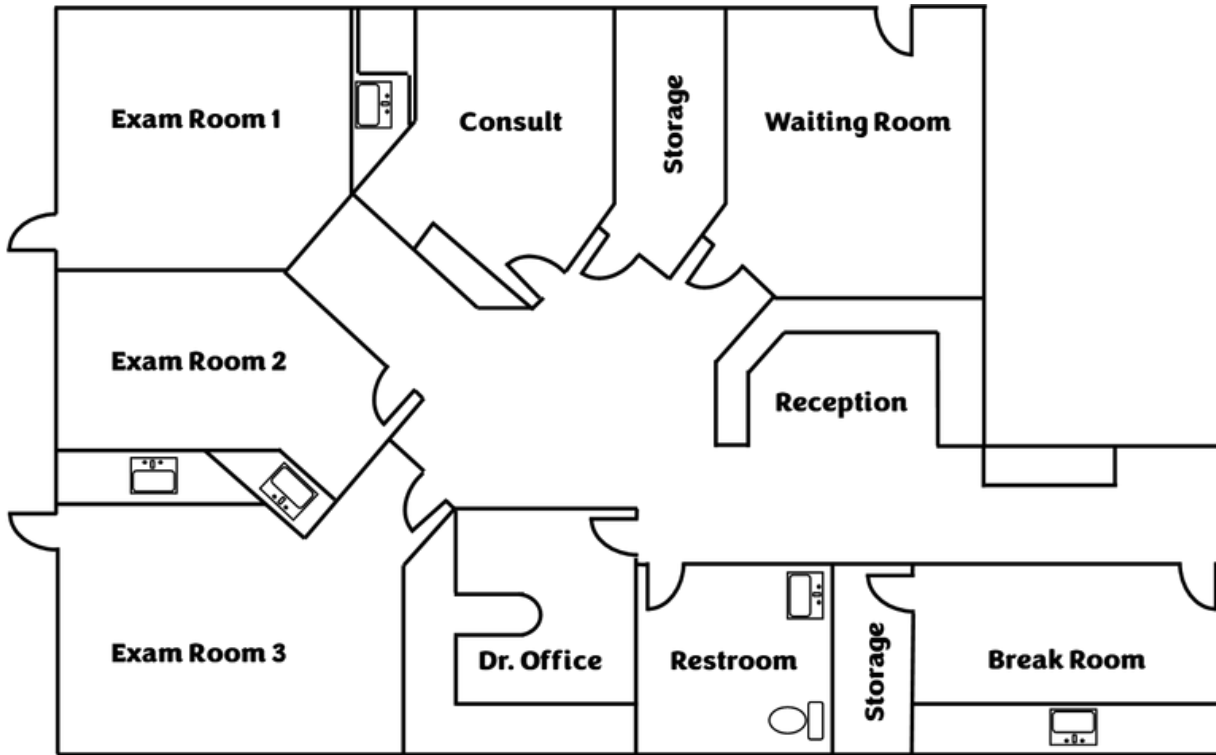 Exam Room 1
Consult
Storage
Waiting Room
Exam Room 2
Reception
Exam Room 3
Dr. Office
Restroom
Storage
Break Room